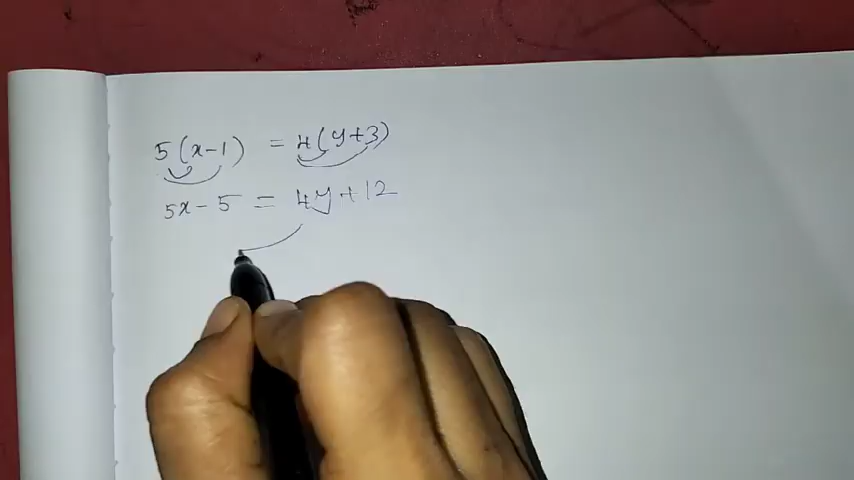 5(x-1) = 4(y+3)
5x-5 = 4y+12